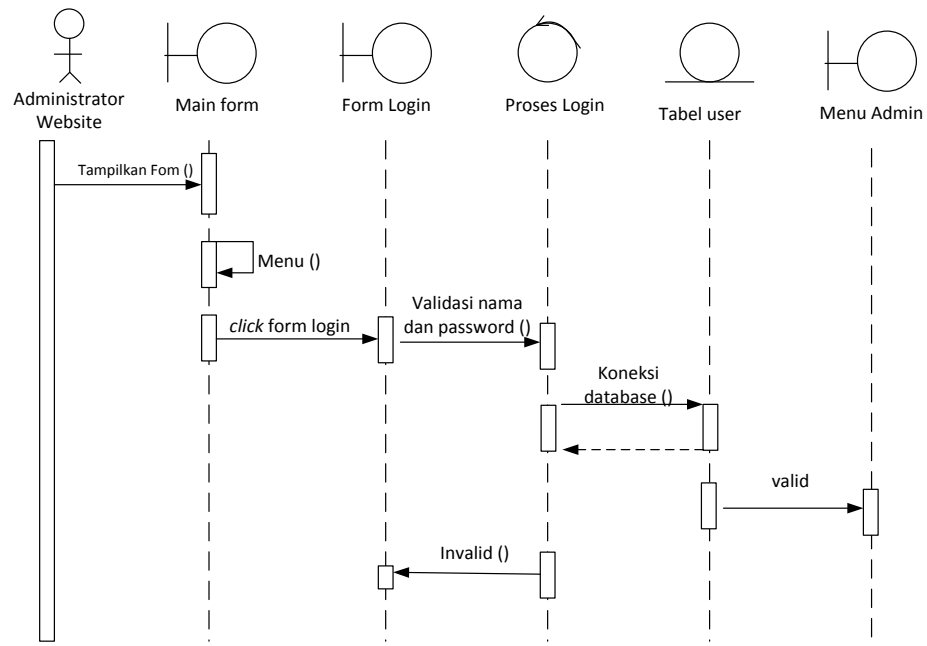 Administrator
Website
Main form
Form Login
Proses Login
Tabel user
Menu Admin
Tampilkan Fom ()
Menu ()
click form login
Validasi nama
dan password ()
Koneksi
database ()
valid
Invalid ()